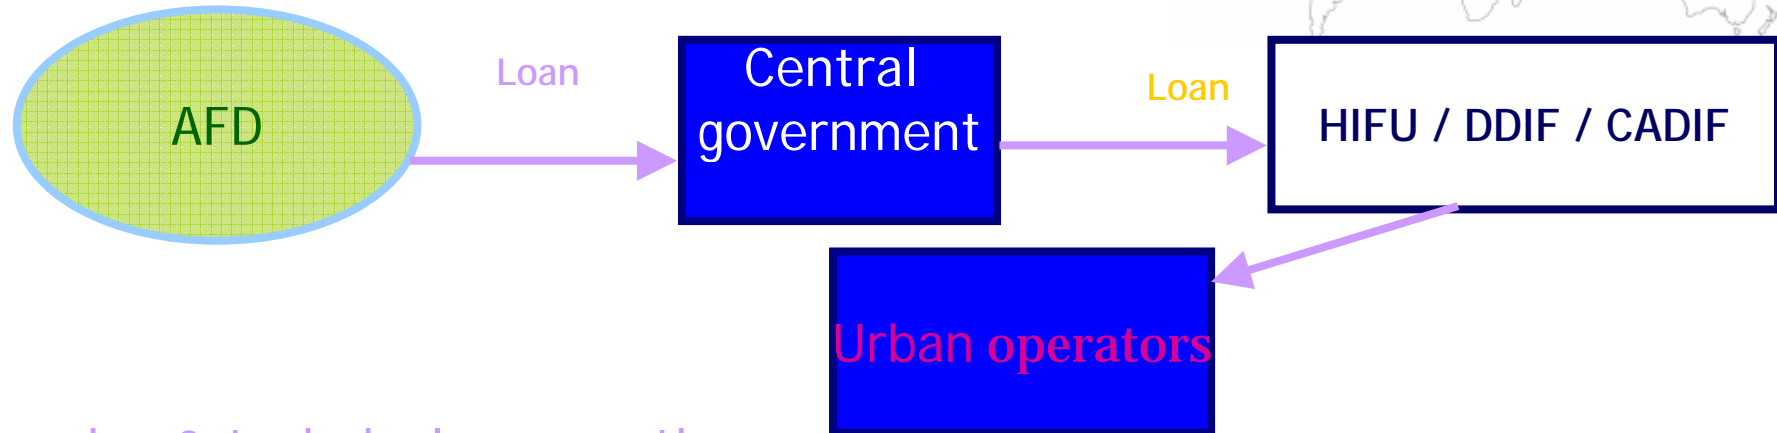 AFD
Loan
Central
government
Loan
HIFU / DDIF / CADIF
Urban operators